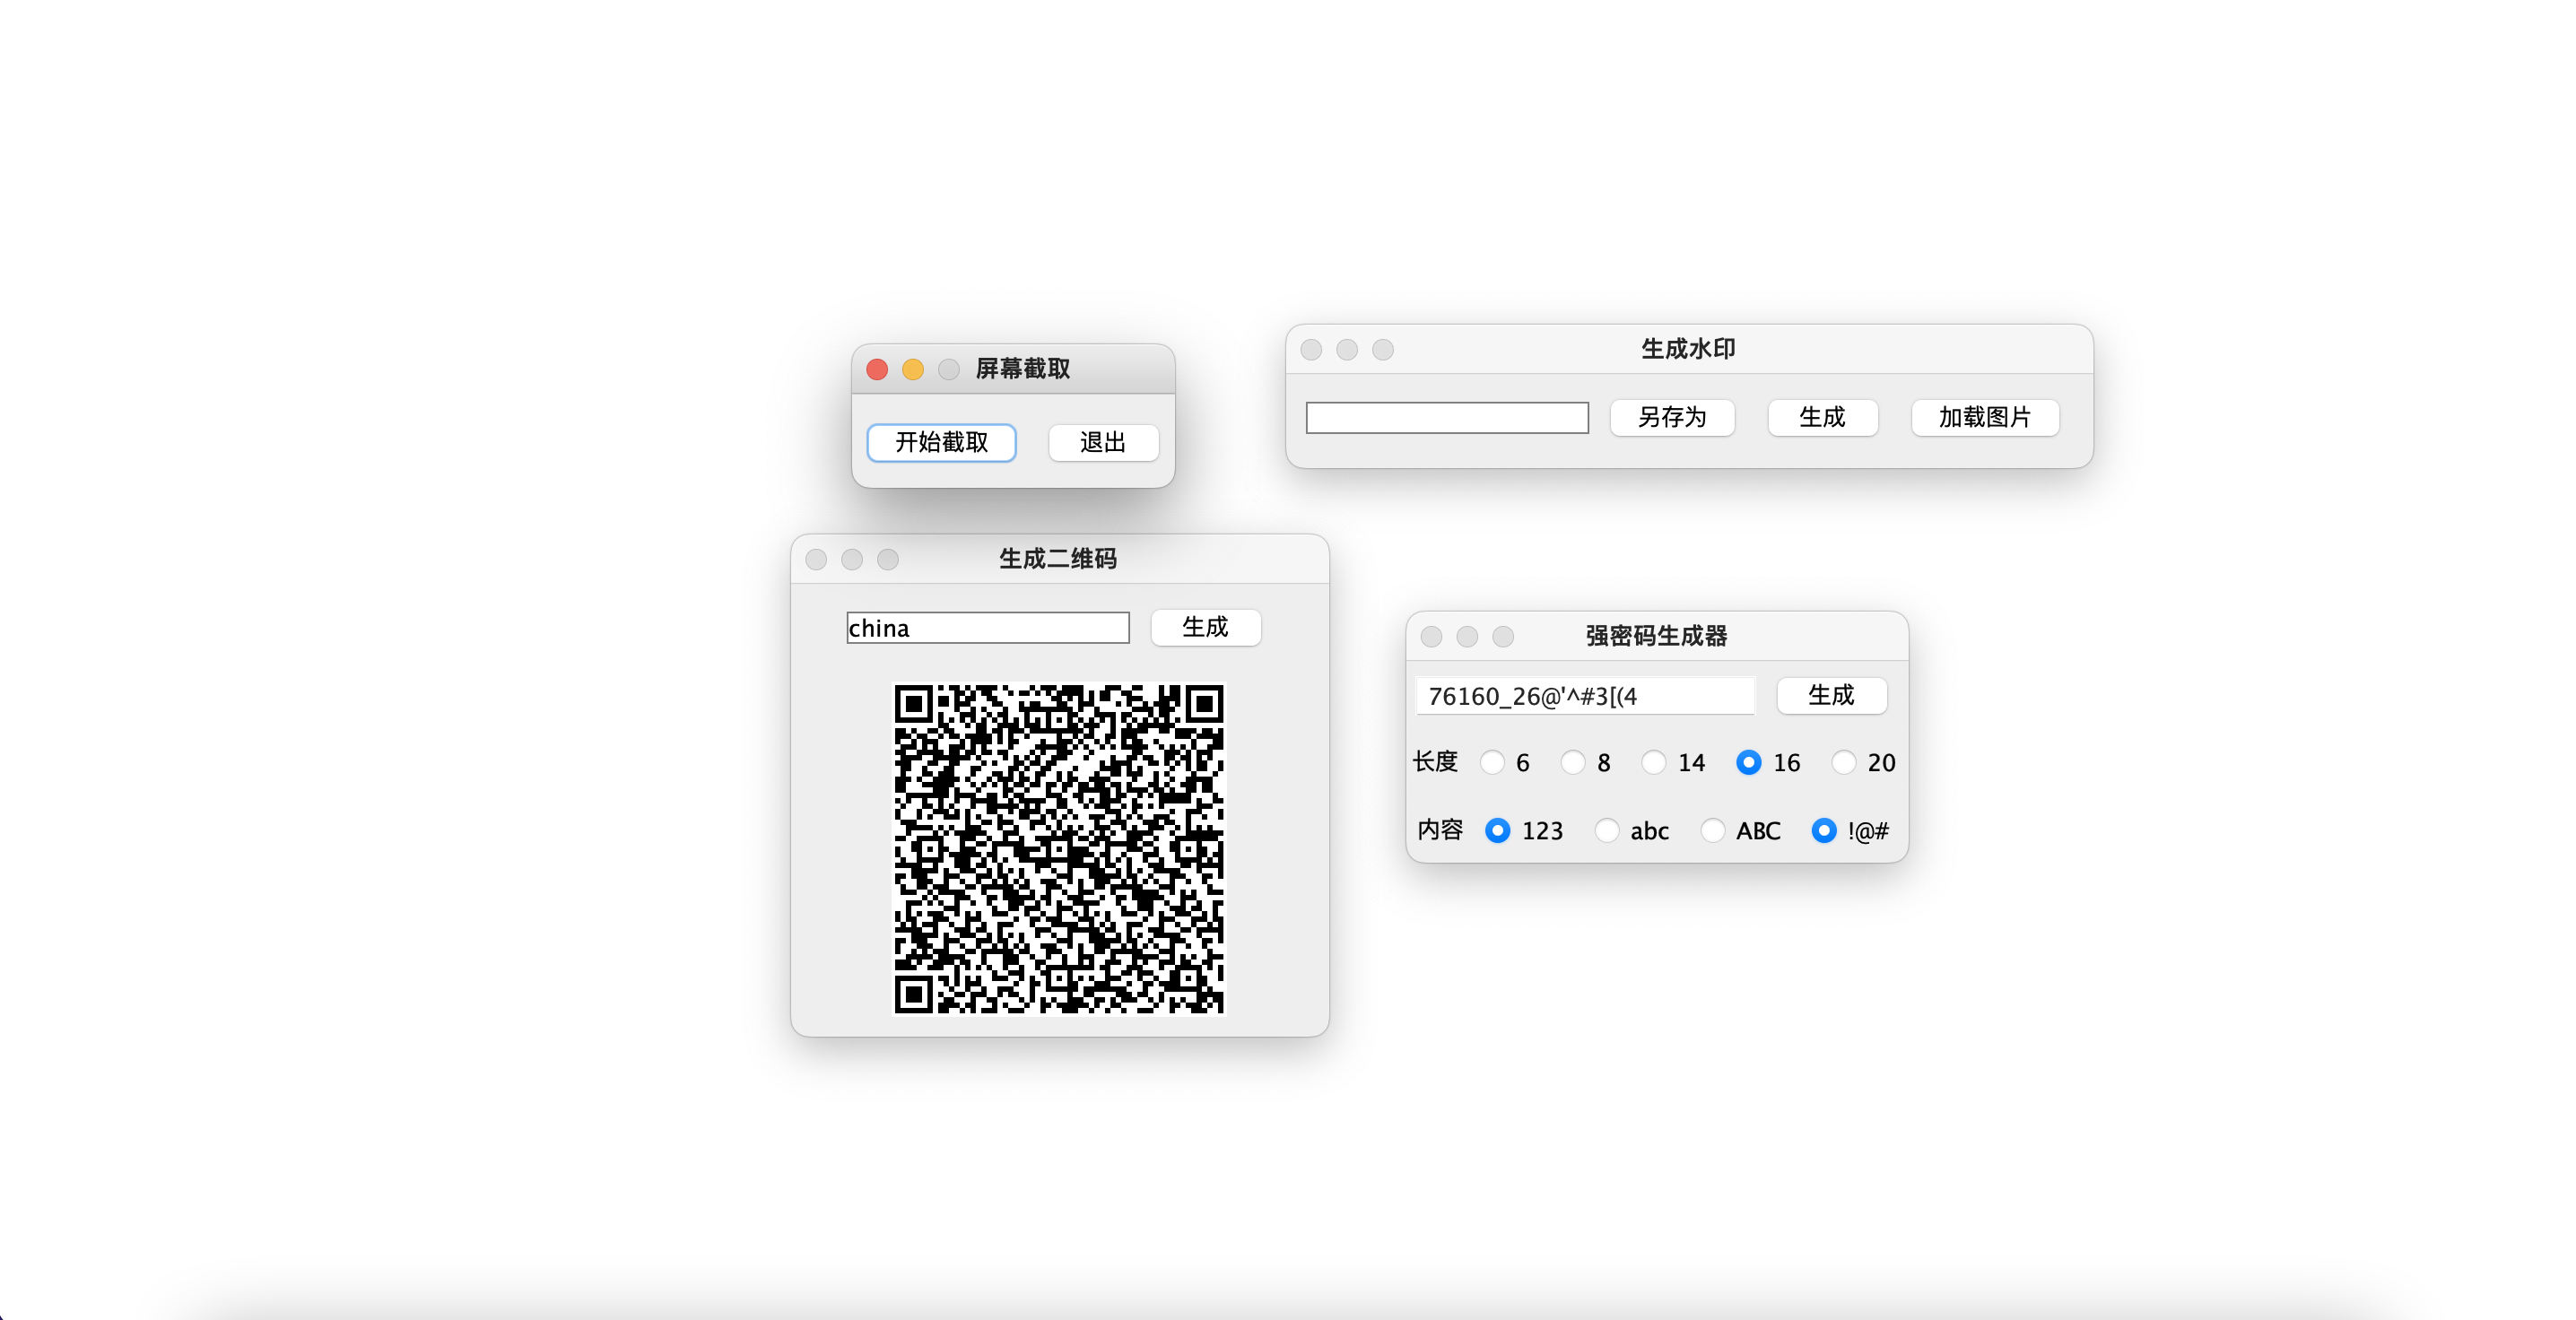 屏幕截取
开始截取 退出
生成水印
另存为 生成 加载图片
生成二维码
china 生成
强密码生成器
76160_26@'^#3[(4 生成
长度 6 8 14 16 20
内容 123 abc ABC !@#